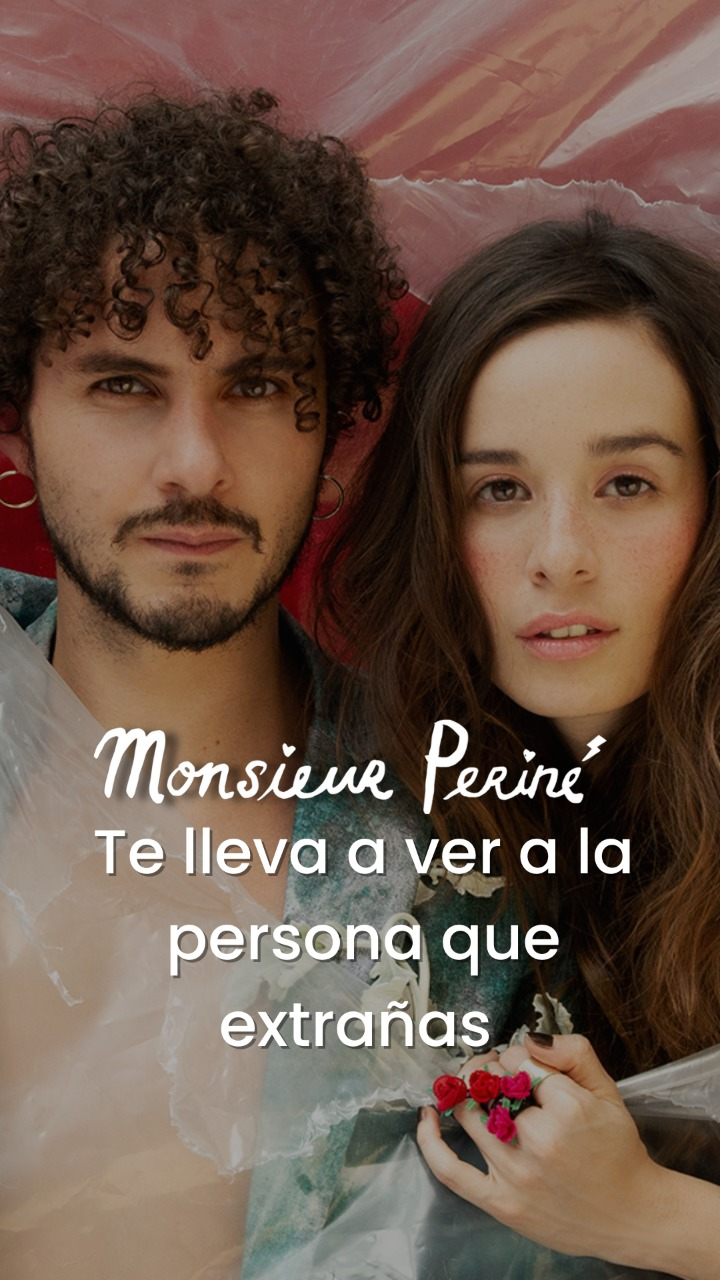 Monsieur Periné
Te lleva a ver a la
persona que
extrañas